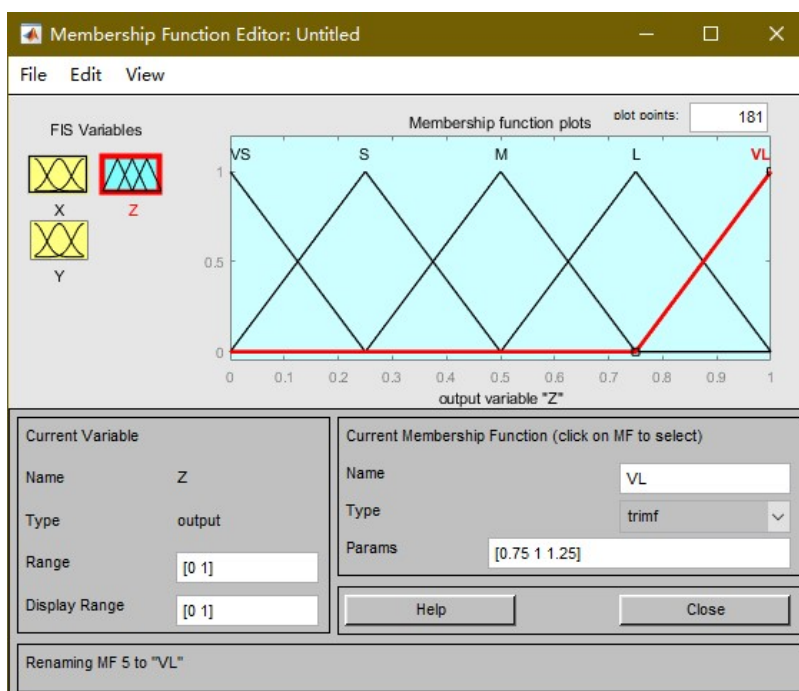 Membership Function Editor: Untitled
File Edit View
FIS Variables
Membership function plots
plot points:
181
X
Z
Y
VS S M L VL
1
0.5
0
0 0.1 0.2 0.3 0.4 0.5 0.6 0.7 0.8 0.9 1
output variable "Z"
Current Variable
Name Z
Type output
Range [0 1]
Display Range [0 1]
Current Membership Function (click on MF to select)
Name VL
Type trimf
Params [0.75 1 1.25]
Help Close
Renaming MF 5 to "VL"